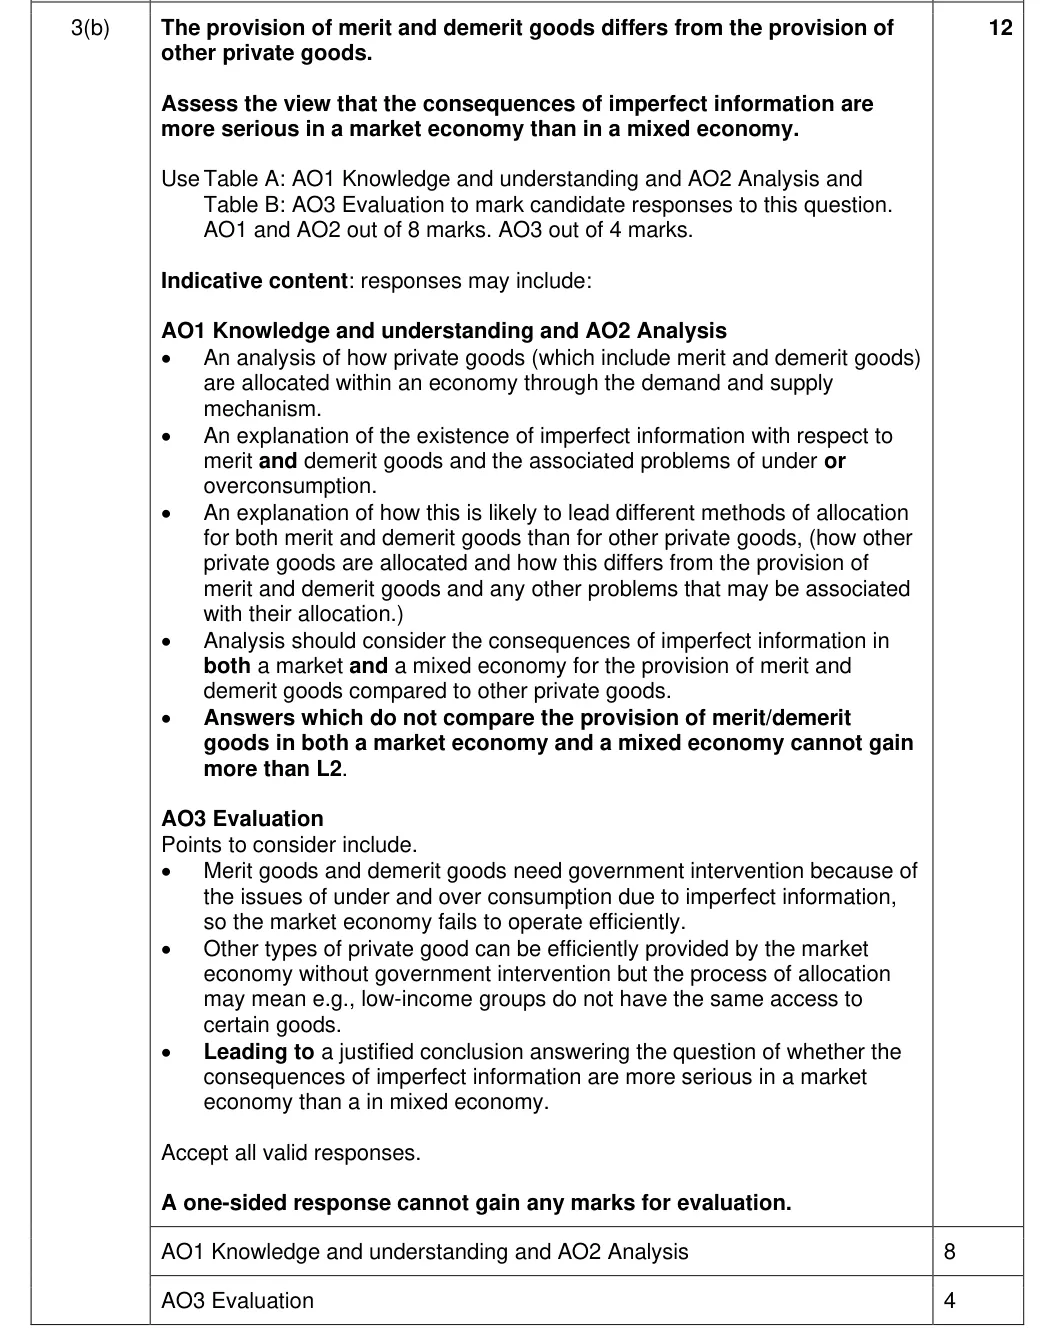 3(b)
The provision of merit and demerit goods differs from the provision of
other private goods.
12
Assess the view that the consequences of imperfect information are
more serious in a market economy than in a mixed economy.
Use Table A: AO1 Knowledge and understanding and AO2 Analysis and
Table B: AO3 Evaluation to mark candidate responses to this question.
AO1 and AO2 out of 8 marks. AO3 out of 4 marks.
Indicative content: responses may include:
AO1 Knowledge and understanding and AO2 Analysis
• An analysis of how private goods (which include merit and demerit goods)
are allocated within an economy through the demand and supply
mechanism.
• An explanation of the existence of imperfect information with respect to
merit and demerit goods and the associated problems of under or
overconsumption.
• An explanation of how this is likely to lead different methods of allocation
for both merit and demerit goods than for other private goods, (how other
private goods are allocated and how this differs from the provision of
merit and demerit goods and any other problems that may be associated
with their allocation.)
• Analysis should consider the consequences of imperfect information in
both a market and a mixed economy for the provision of merit and
demerit goods compared to other private goods.
• Answers which do not compare the provision of merit/demerit
goods in both a market economy and a mixed economy cannot gain
more than L2.
AO3 Evaluation
Points to consider include.
• Merit goods and demerit goods need government intervention because of
the issues of under and over consumption due to imperfect information,
so the market economy fails to operate efficiently.
• Other types of private good can be efficiently provided by the market
economy without government intervention but the process of allocation
may mean e.g., low-income groups do not have the same access to
certain goods.
• Leading to a justified conclusion answering the question of whether the
consequences of imperfect information are more serious in a market
economy than a in mixed economy.
Accept all valid responses.
A one-sided response cannot gain any marks for evaluation.
AO1 Knowledge and understanding and AO2 Analysis
8
AO3 Evaluation
4